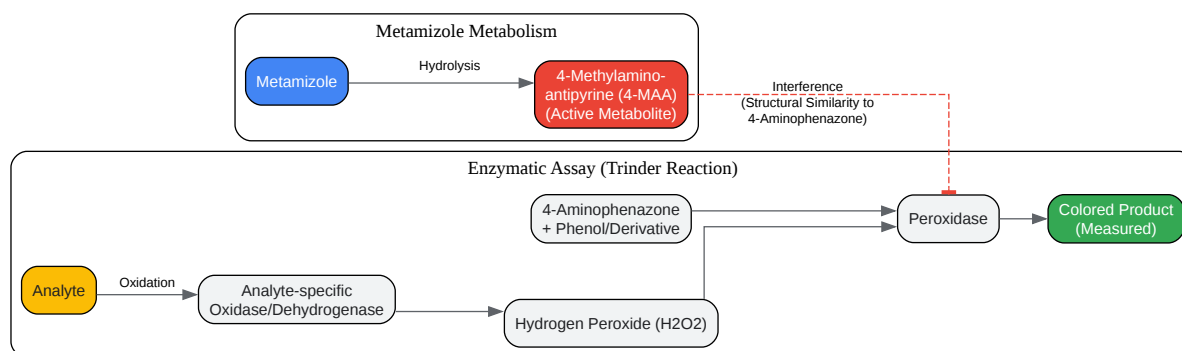 Metamizole Metabolism
Metamizole
Hydrolysis
4-Methylamino-
antipyrine (4-MAA)
(Active Metabolite)
Interference
(Structural Similarity to
4-Aminophenazone)
Enzymatic Assay (Trinder Reaction)
4-Aminophenazone
+ Phenol/Derivative
Peroxidase
Colored Product
(Measured)
Analyte
Oxidation
Analyte-specific
Oxidase/Dehydrogenase
Hydrogen Peroxide (H2O2)